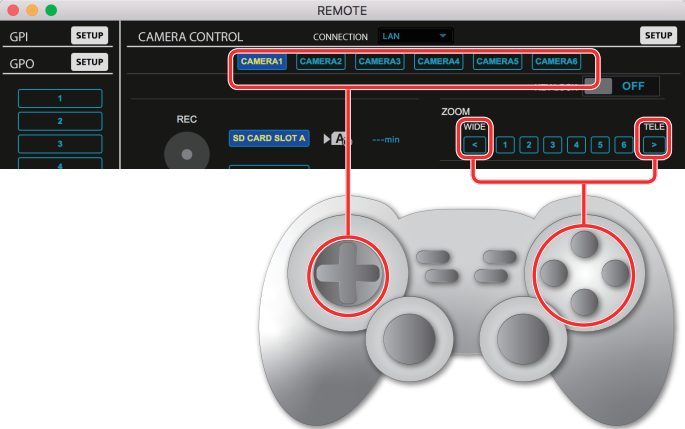 REMOTE
GPI SETUP
CAMERA CONTROL CONNECTION LAN SETUP
GPO SETUP
CAMERA1 CAMERA2 CAMERA3 CAMERA4 CAMERA5 CAMERA6
OFF
1
2
3
4
REC
SD CARD SLOT A A ---min
ZOOM
WIDE TELE
< 1 2 3 4 5 6 >